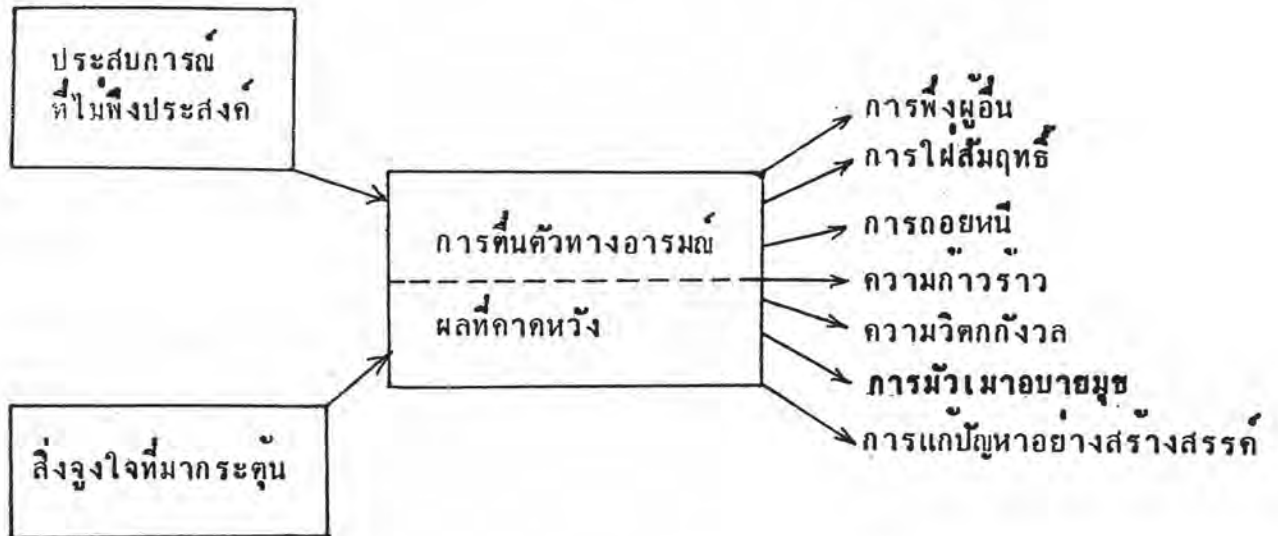 ประสบการณ์
ที่ไม่พึงประสงค์
การพึ่งผู้อื่น
การใฝ่สัมฤทธิ์
การถอยหนี
การตื่นตัวทางอารมณ์
ความก้าวร้าว
ผลที่คาดหวัง
ความวิตกกังวล
การมัวเมาอบายมุข
การแก้ปัญหาอย่างสร้างสรรค์
สิ่งจูงใจที่มากระตุ้น